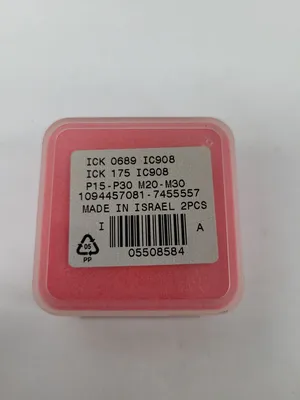 ICK 0689 IC908
ICK 175 IC908
P15-P30 M20-M30
1094457081-7455557
MADE IN ISRAEL 2PCS
I A
05
PP
05508584